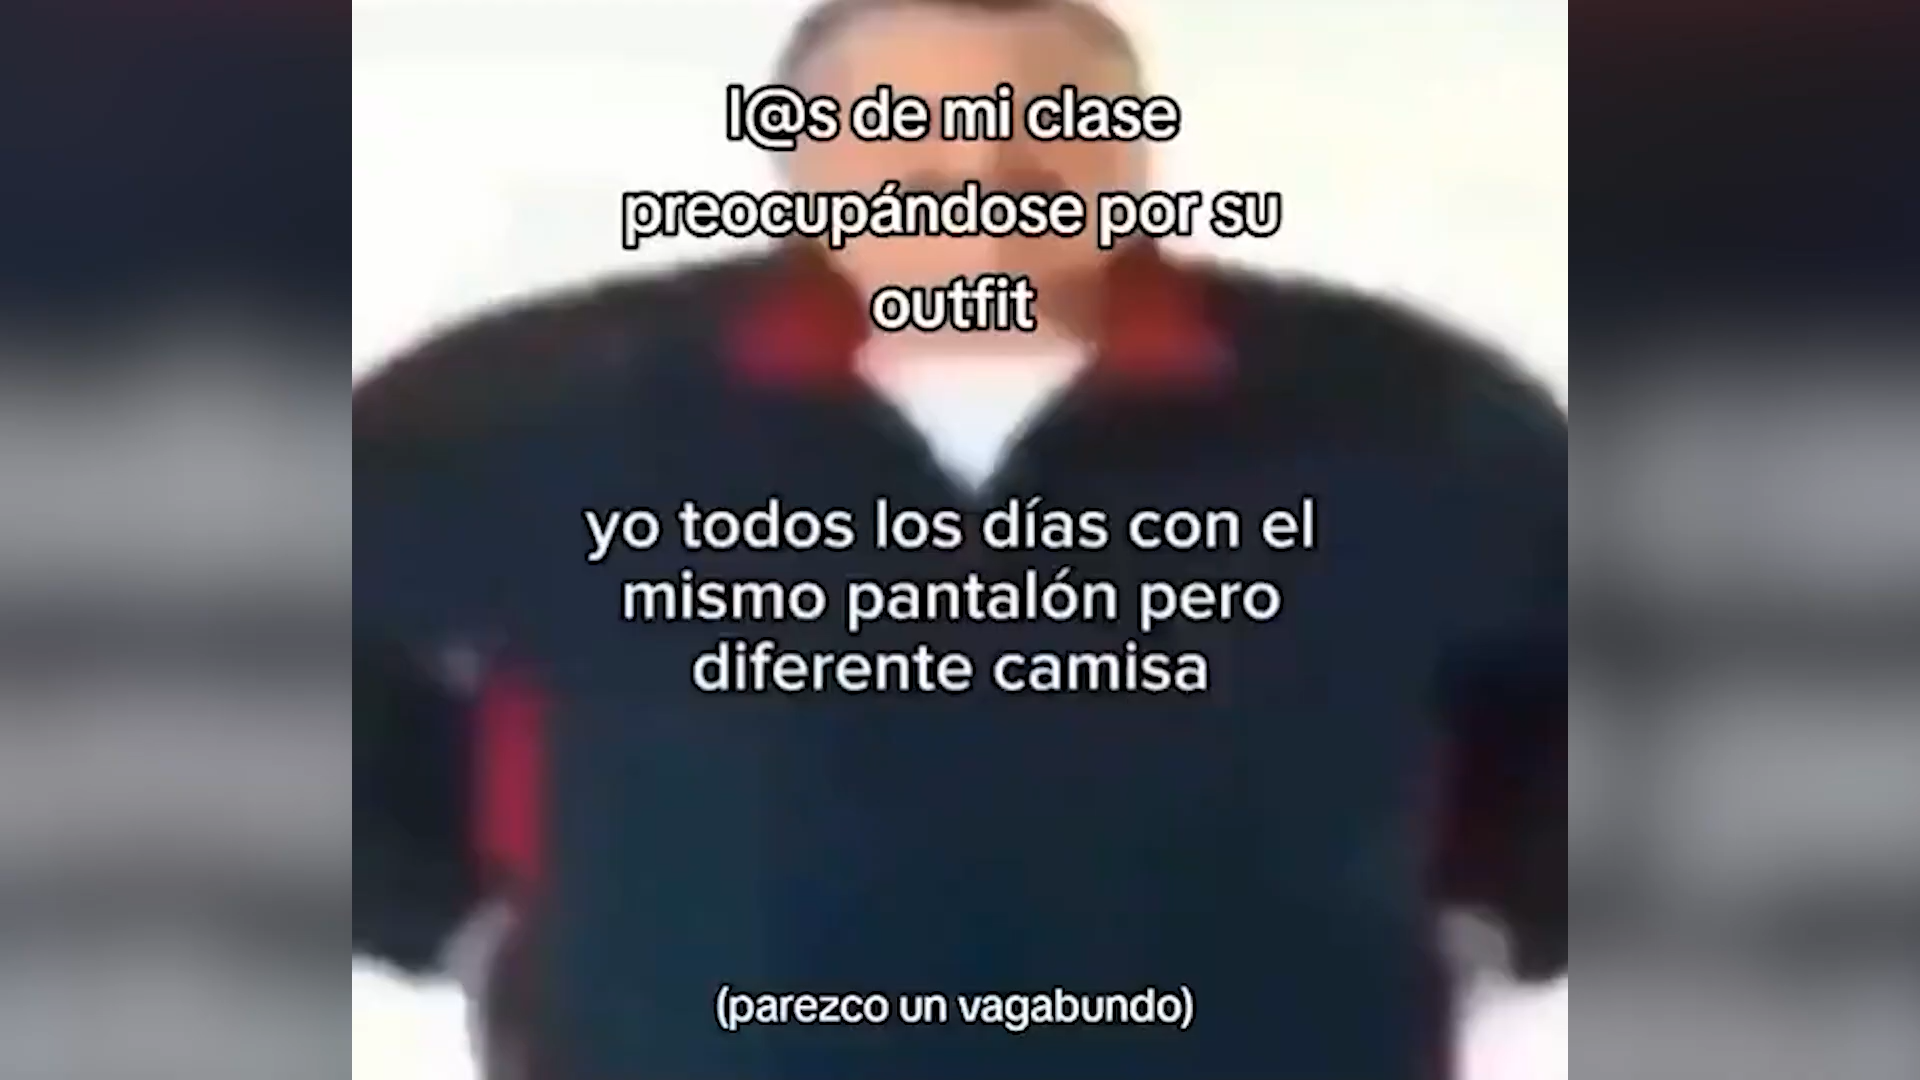 l@s de mi clase
preocupándose por su
outfit
yo todos los días con el
mismo pantalón pero
diferente camisa
(parezco un vagabundo)